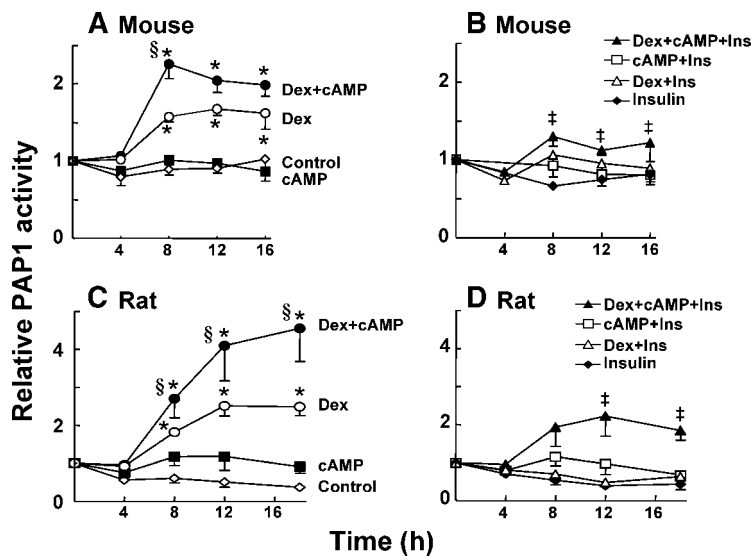 A Mouse
§ *
*
*
Dex+cAMP
Dex
*
*
*
Control
cAMP
2
1
0
4 8 12 16
B Mouse
Dex+cAMP+Ins
cAMP+Ins
Dex+Ins
Insulin
‡
‡
‡
2
1
0
4 8 12 16
Relative PAP1 activity
C Rat
§ *
§ *
§ *
Dex+cAMP
*
*
*
Dex
cAMP
Control
4
2
1
0
4 8 12 16
D Rat
Dex+cAMP+Ins
cAMP+Ins
Dex+Ins
Insulin
‡
‡
4
2
1
0
4 8 12 16
Time (h)